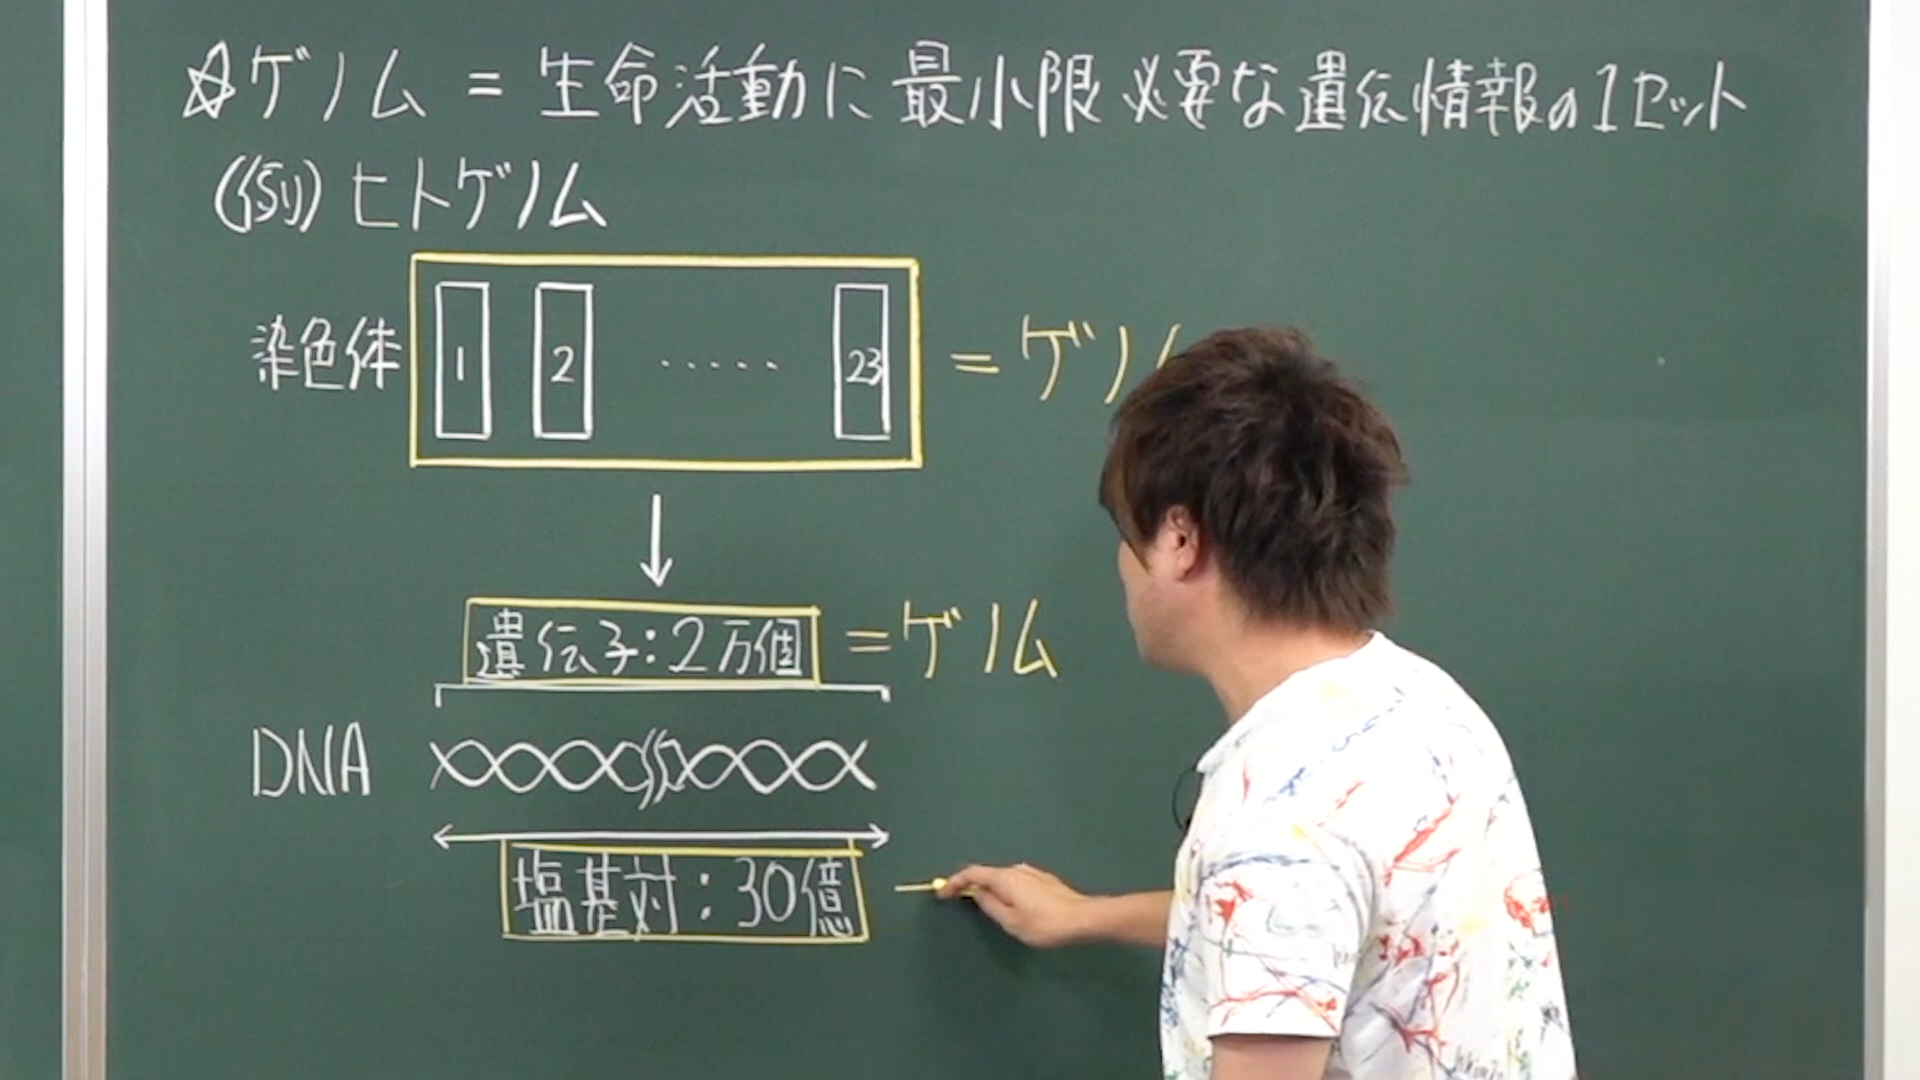 ☆ゲノム = 生命活動に最小限必要な遺伝情報の1セット
(例) ヒトゲノム
染色体 1 2 ・・・・・ 23 = ゲノ
遺伝子:2万個 = ゲノム
DNA
塩基対:30億